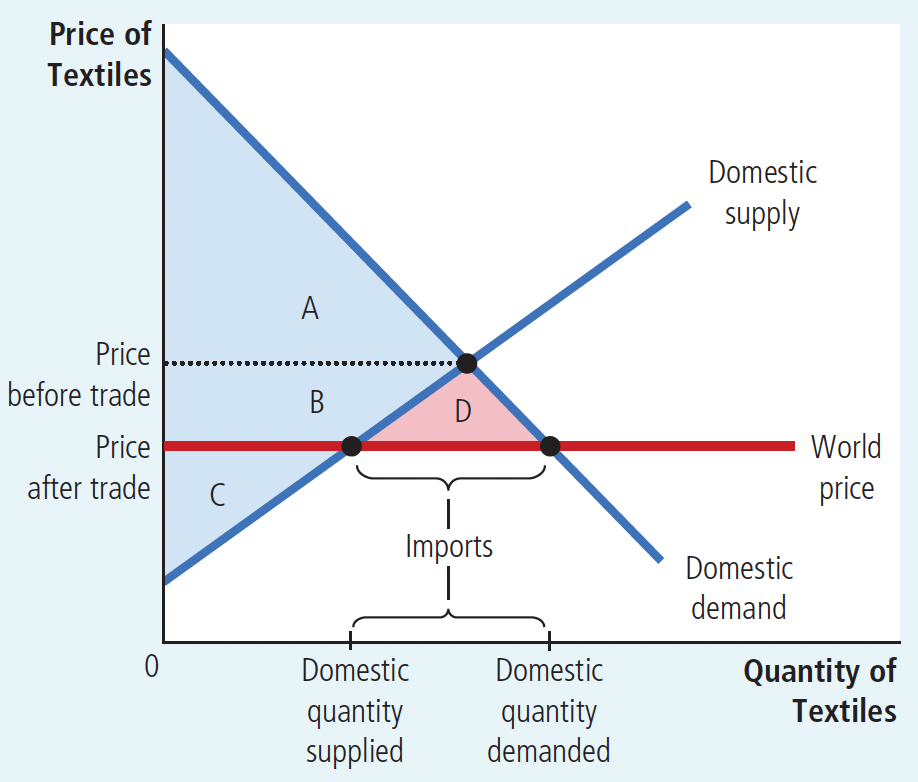 Price of
Textiles
Domestic
supply
A
Price
before trade
B
D
Price
after trade
World
price
C
Imports
Domestic
demand
0
Domestic
quantity
supplied
Domestic
quantity
demanded
Quantity of
Textiles